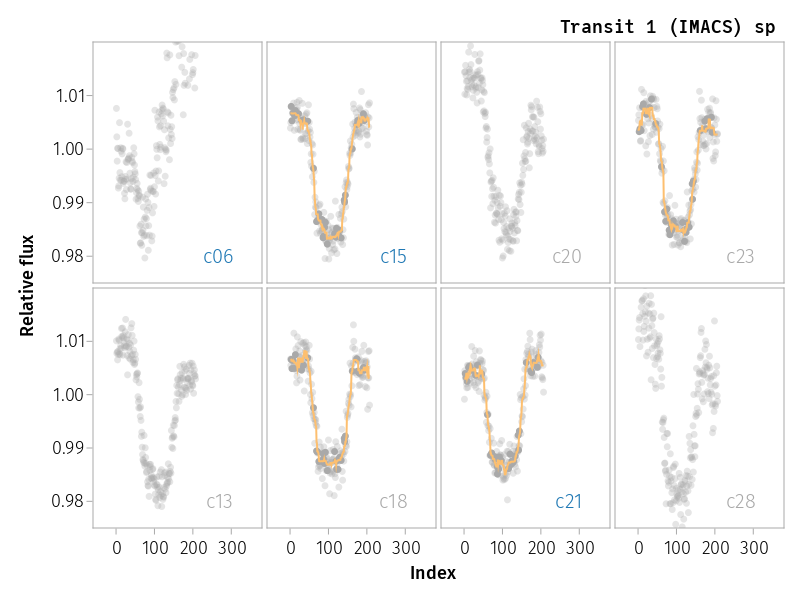 Transit 1 (IMACS) sp
1.01
1.00
0.99
0.98
c06
c15
c20
c23
Relative flux
1.01
1.00
0.99
0.98
c13
c18
c21
c28
0 100 200 300 0 100 200 300 0 100 200 300 0 100 200 300
Index